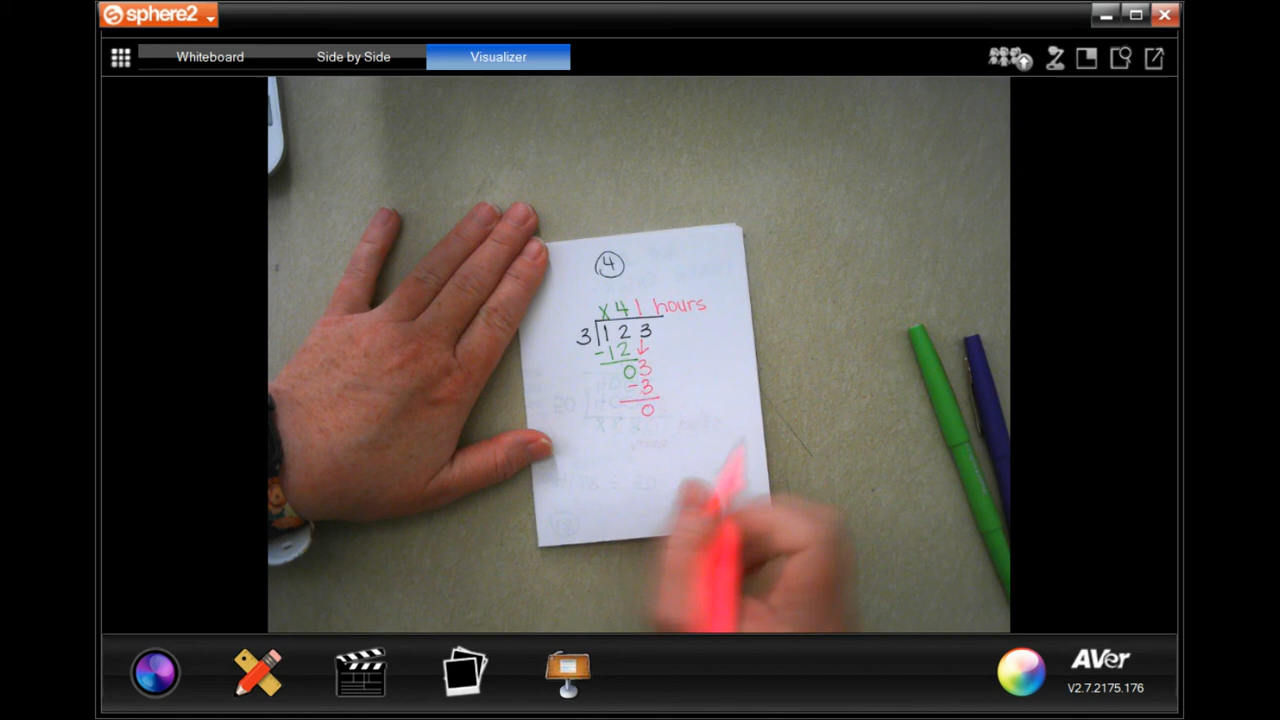 sphere2
Whiteboard Side by Side Visualizer
4
x41 hours
3 123
-12
03
-3
0
AVer
V2.7.2175.176